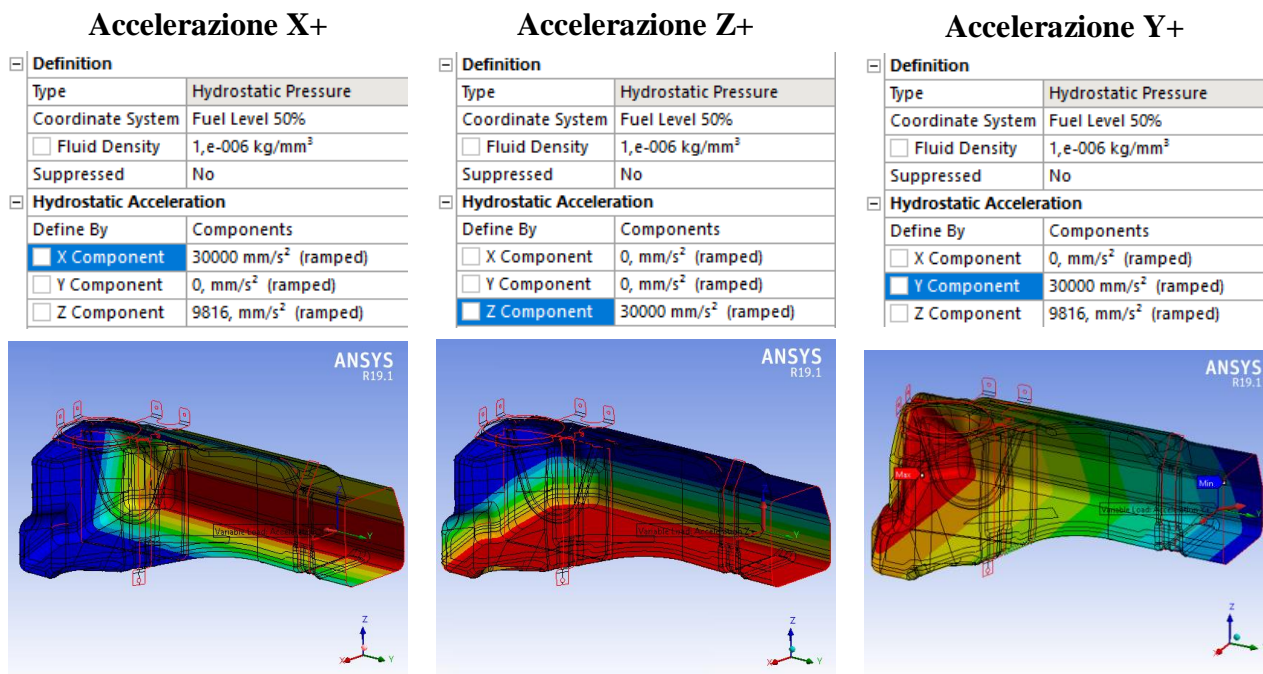 Accelerazione X+
Definition
Type Hydrostatic Pressure
Coordinate System Fuel Level 50%
Fluid Density 1,e-006 kg/mm³
Suppressed No
Hydrostatic Acceleration
Define By Components
X Component 30000 mm/s² (ramped)
Y Component 0, mm/s² (ramped)
Z Component 9816, mm/s² (ramped)
ANSYS
R19.1
Y
Z
X Y
Accelerazione Z+
Definition
Type Hydrostatic Pressure
Coordinate System Fuel Level 50%
Fluid Density 1,e-006 kg/mm³
Suppressed No
Hydrostatic Acceleration
Define By Components
X Component 0, mm/s² (ramped)
Y Component 0, mm/s² (ramped)
Z Component 30000 mm/s² (ramped)
ANSYS
R19.1
Variable Load: Acceleration Z+
Y
Z
X Y
Accelerazione Y+
Definition
Type Hydrostatic Pressure
Coordinate System Fuel Level 50%
Fluid Density 1,e-006 kg/mm³
Suppressed No
Hydrostatic Acceleration
Define By Components
X Component 0, mm/s² (ramped)
Y Component 30000 mm/s² (ramped)
Z Component 9816, mm/s² (ramped)
ANSYS
R19.1
Max
Min
Variable Load: Acceleration
Z